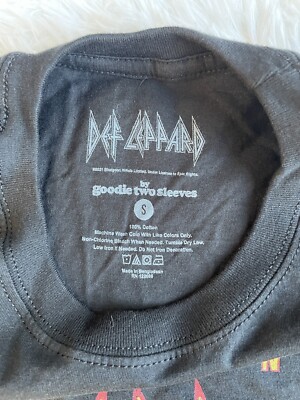 DEF LEPPARD
by
goodie two sleeves
S
100% Cotton
Machine Wash Cold With Like Colors Only.
Non-Chlorine Bleach When Needed. Tumble Dry Low.
Low Iron if Needed. Do Not Iron Decoration.
Made in Bangladesh